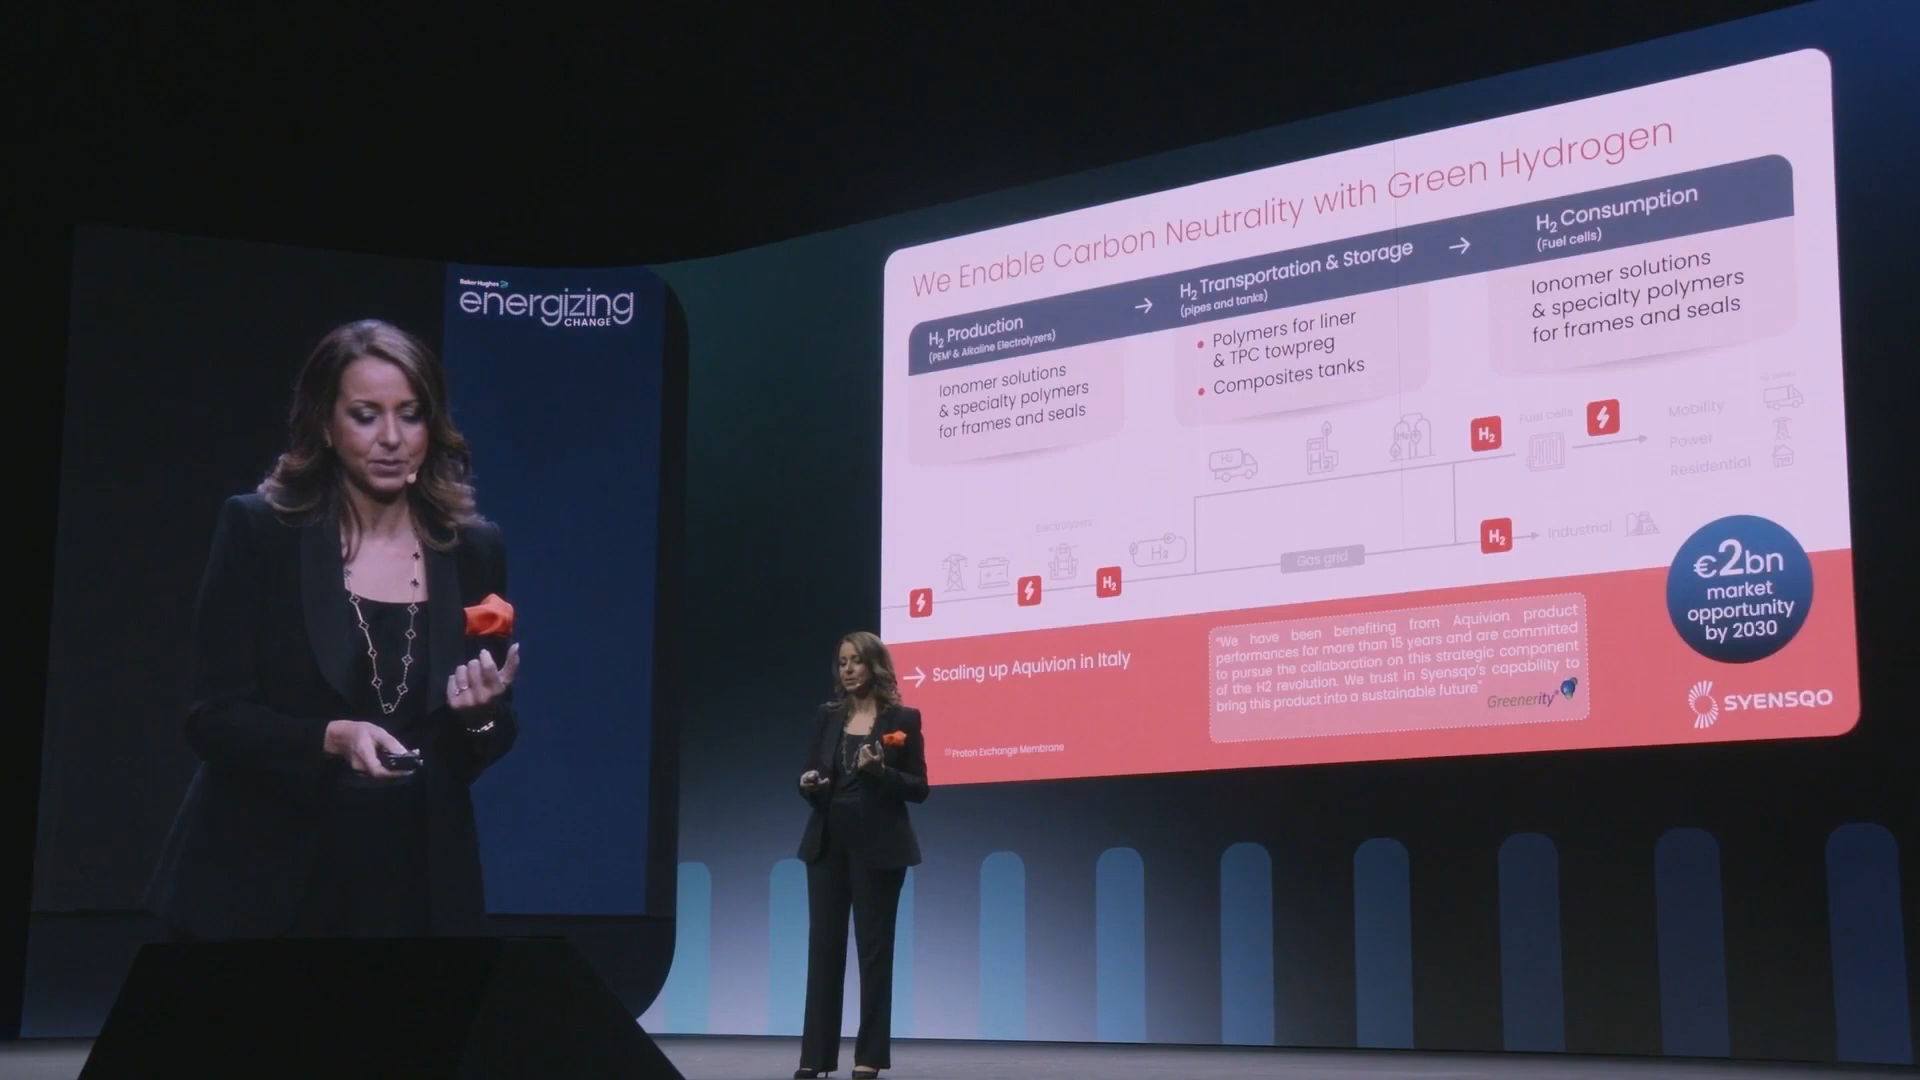 Baker Hughes
energizing
CHANGE
We Enable Carbon Neutrality with Green Hydrogen
H2 Production
(PEM¹ & Alkaline Electrolyzers)
H2 Transportation & Storage
(pipes and tanks)
H2 Consumption
(Fuel cells)
Ionomer solutions
& specialty polymers
for frames and seals
Polymers for liner
& TPC towpreg
Composites tanks
Ionomer solutions
& specialty polymers
for frames and seals
Electrolyzers
H2
H2
H2
H2
H2
Gas grid
H2
Fuel cells
Mobility
Power
Residential
H2
Industrial
€2bn
market
opportunity
by 2030
Scaling up Aquivion in Italy
"We have been benefiting from Aquivion product
performances for more than 15 years and are committed
to pursue the collaboration on this strategic component
of the H2 revolution. We trust in Syensqo's capability to
bring this product into a sustainable future"
Greenerity
SYENSQO
(1) Proton Exchange Membrane